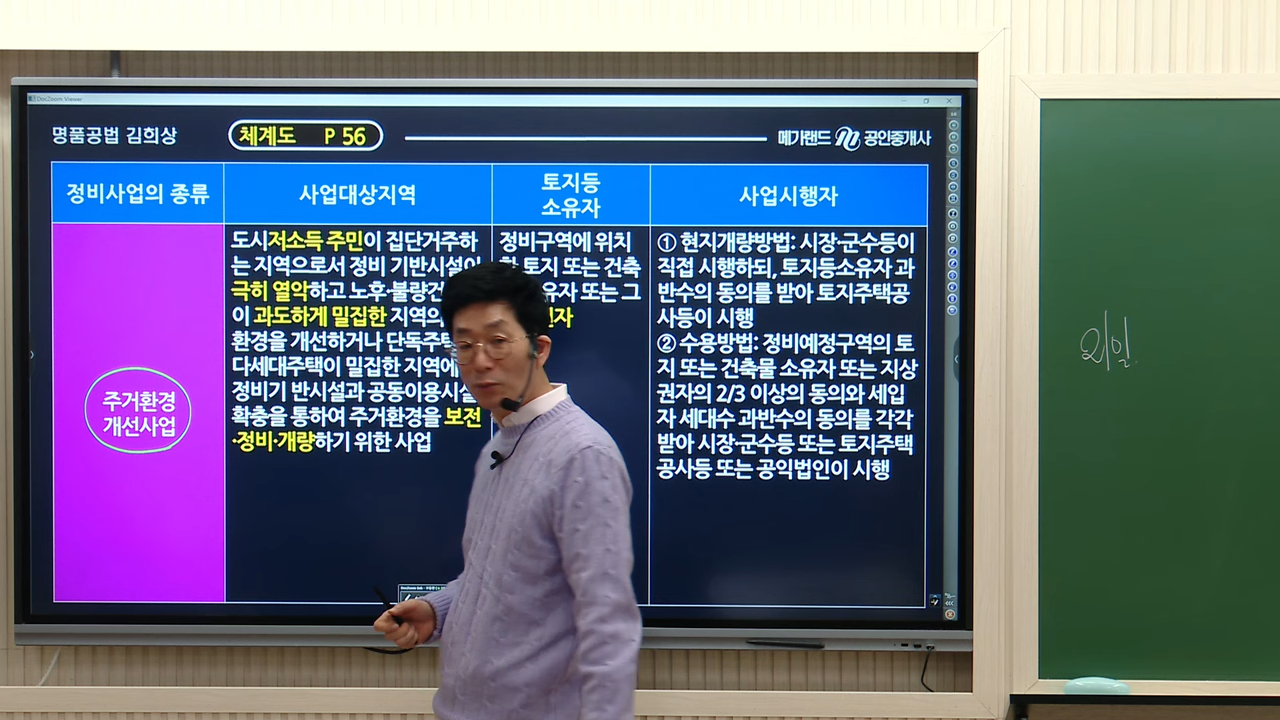 DocZoom Viewer
명품공법 김희상
체계도 P 56
메가랜드 공인중개사
정비사업의 종류
사업대상지역
토지등
소유자
사업시행자
주거환경
개선사업
도시저소득 주민이 집단거주하
는 지역으로서 정비 기반시설이
극히 열악하고 노후·불량건
이 과도하게 밀집한 지역의
환경을 개선하거나 단독주택
다세대주택이 밀집한 지역에
정비기 반시설과 공동이용시설
확충을 통하여 주거환경을 보전
·정비·개량하기 위한 사업
정비구역에 위치
토지 또는 건축
유자 또는 그
① 현지개량방법: 시장·군수등이
직접 시행하되, 토지등소유자 과
반수의 동의를 받아 토지주택공
사등이 시행
② 수용방법: 정비예정구역의 토
지 또는 건축물 소유자 또는 지상
권자의 2/3 이상의 동의와 세입
자 세대수 과반수의 동의를 각각
받아 시장·군수등 또는 토지주택
공사등 또는 공익법인이 시행